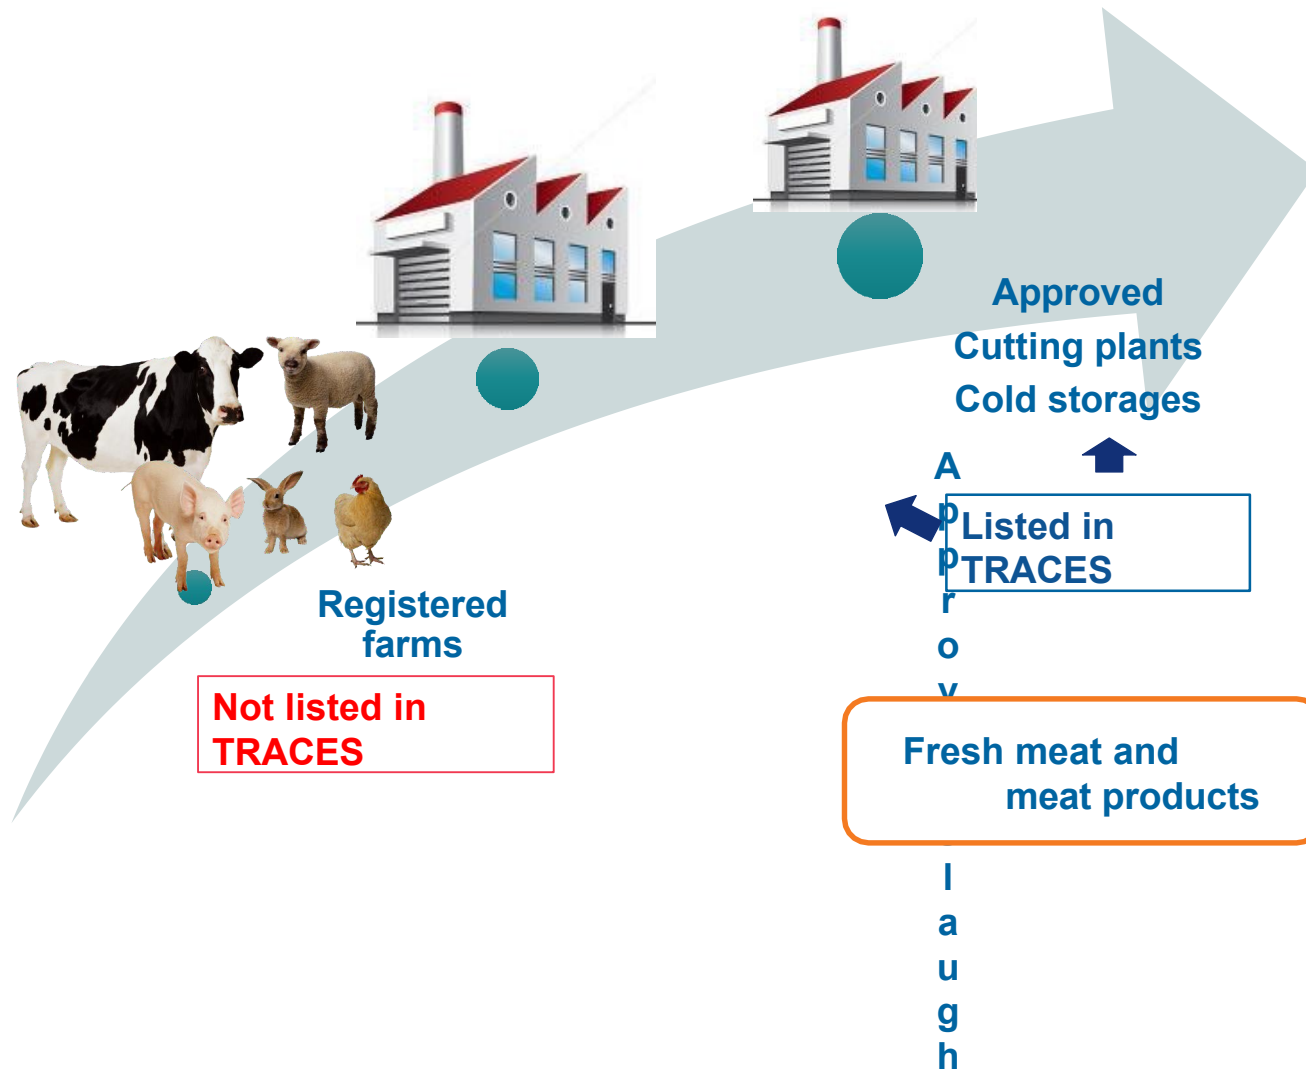 Approved
Cutting plants
Cold storages
Listed in
TRACES
Registered
farms
Not listed in
TRACES
Fresh meat and
meat products
A
p
p
r
o
v
l
a
u
g
h